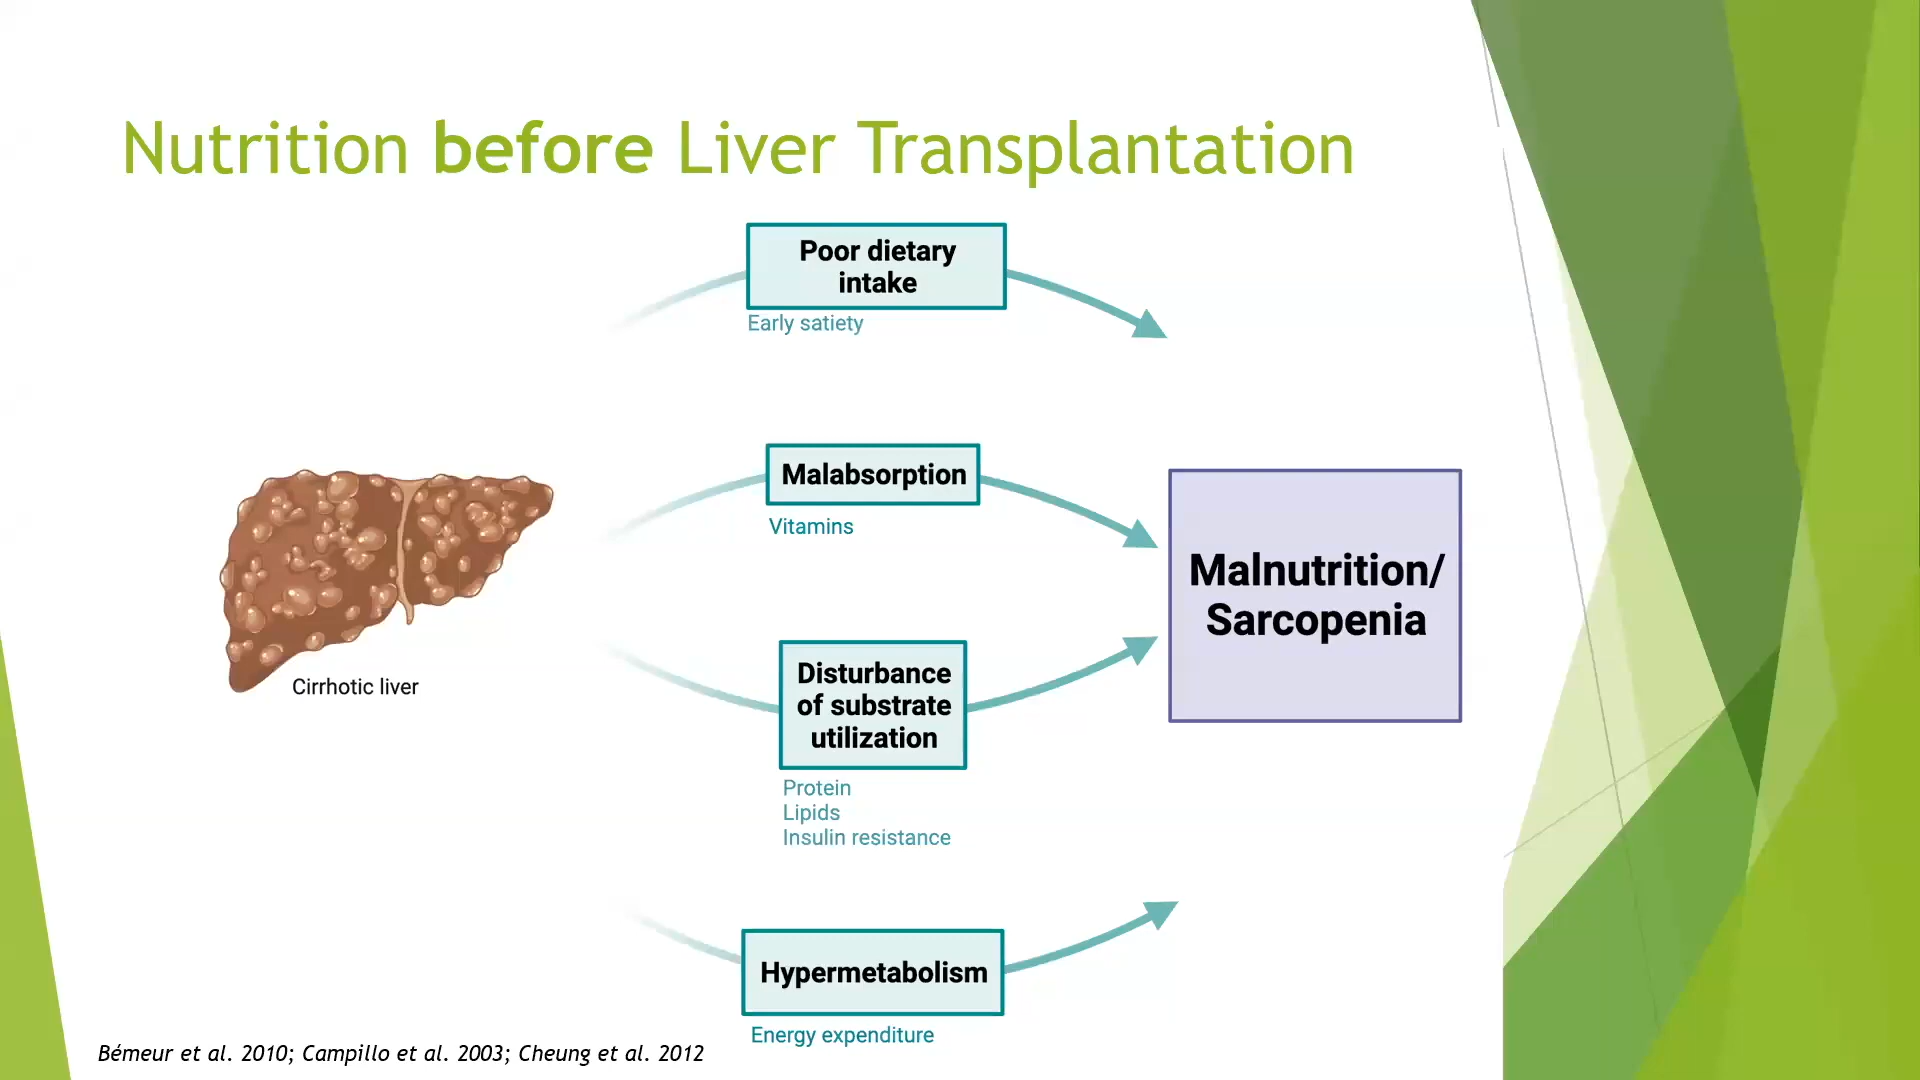 Nutrition before Liver Transplantation
Poor dietary
intake
Early satiety
Malabsorption
Vitamins
Cirrhotic liver
Disturbance
of substrate
utilization
Protein
Lipids
Insulin resistance
Hypermetabolism
Energy expenditure
Malnutrition/
Sarcopenia
Bémeur et al. 2010; Campillo et al. 2003; Cheung et al. 2012